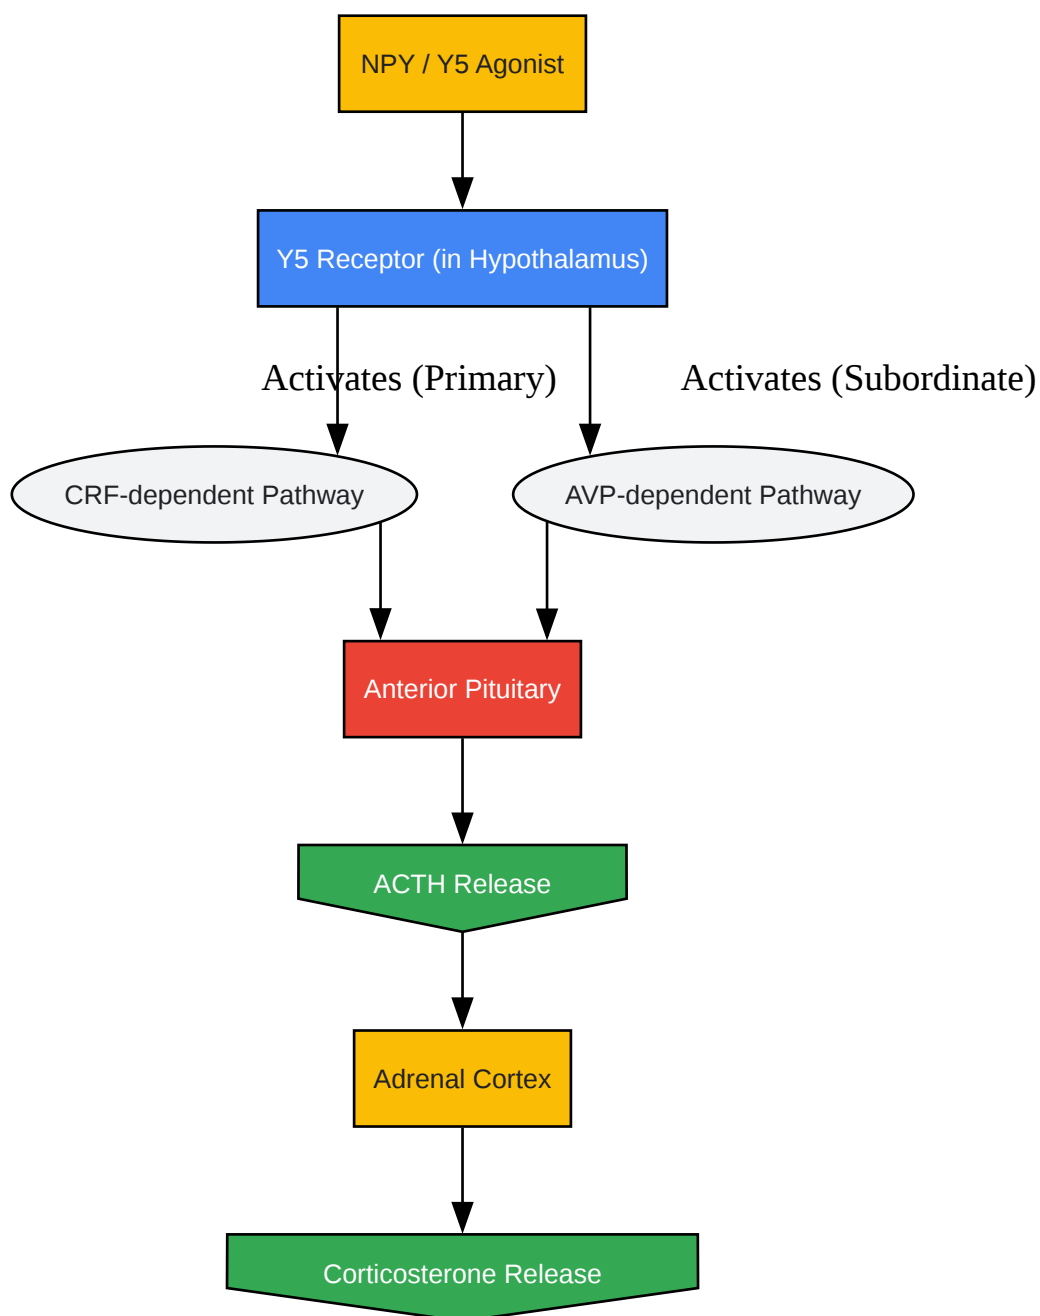 NPY / Y5 Agonist
Y5 Receptor (in Hypothalamus)
Activates (Primary)
Activates (Subordinate)
CRF-dependent Pathway
AVP-dependent Pathway
Anterior Pituitary
ACTH Release
Adrenal Cortex
Corticosterone Release